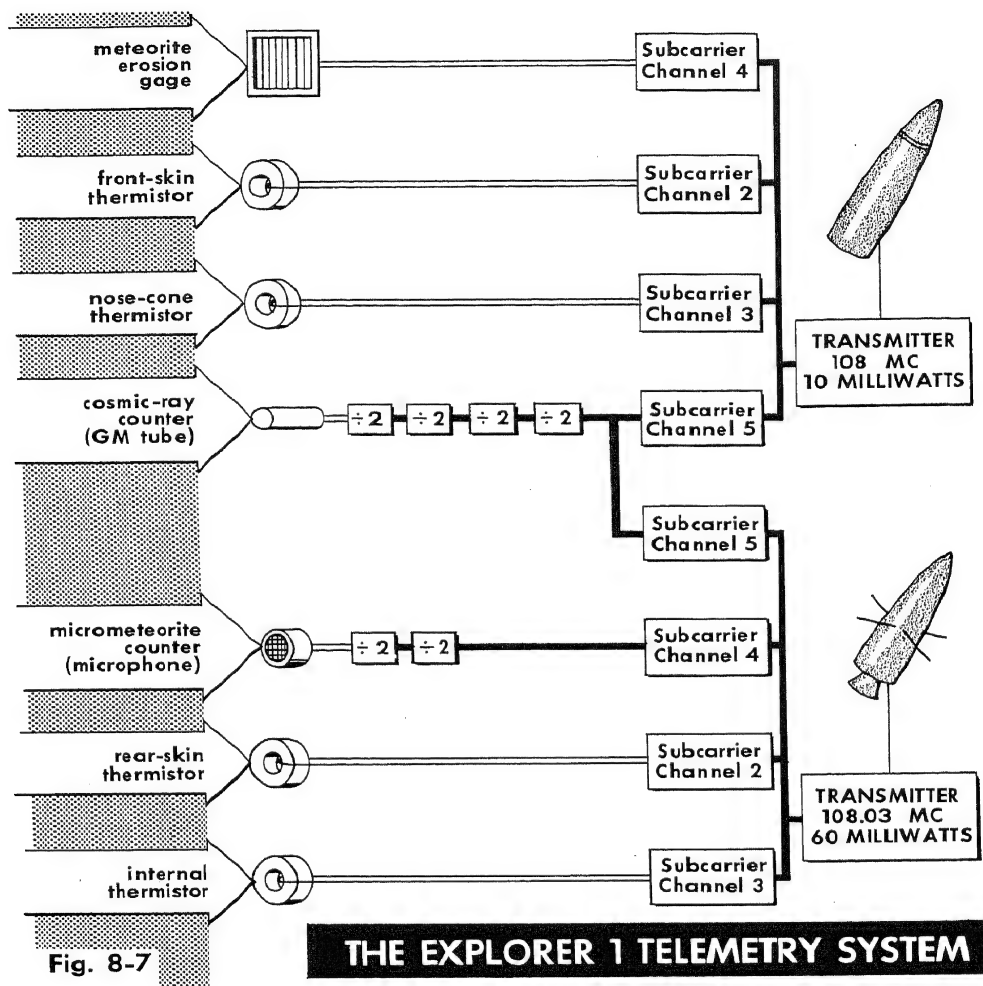 meteorite
erosion
gage
Subcarrier
Channel 4
front-skin
thermistor
Subcarrier
Channel 2
nose-cone
thermistor
Subcarrier
Channel 3
TRANSMITTER
108 MC
10 MILLIWATTS
cosmic-ray
counter
(GM tube)
÷2 ÷2 ÷2 ÷2
Subcarrier
Channel 5
Subcarrier
Channel 5
micrometeorite
counter
(microphone)
÷2 ÷2
Subcarrier
Channel 4
rear-skin
thermistor
Subcarrier
Channel 2
TRANSMITTER
108.03 MC
60 MILLIWATTS
internal
thermistor
Subcarrier
Channel 3
Fig. 8-7
THE EXPLORER 1 TELEMETRY SYSTEM